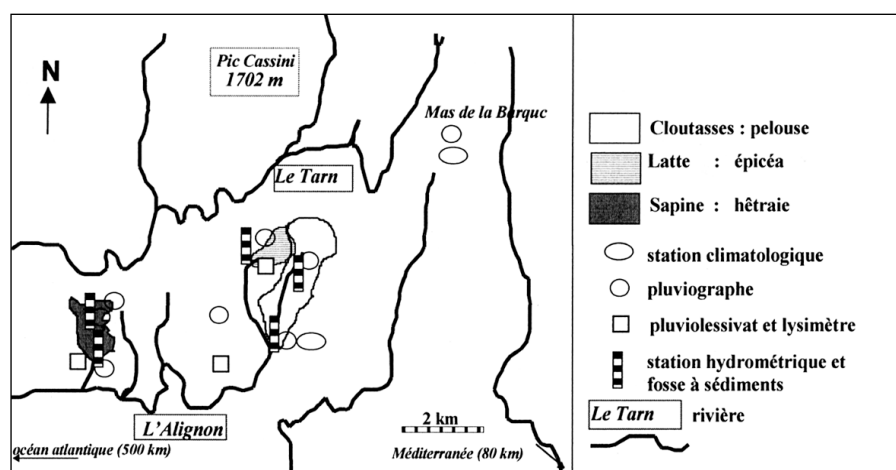 Pic Cassini
1702 m
N
Mas de la Barquc
Le Tarn
L'Alignon
2 km
océan atlantique (500 km)
Méditerranée (80 km)
Cloutasses : pelouse
Latte : épicéa
Sapine : hêtraie
station climatologique
pluviographe
pluviolessivat et lysimètre
station hydrométrique et
fosse à sédiments
Le Tarn rivière